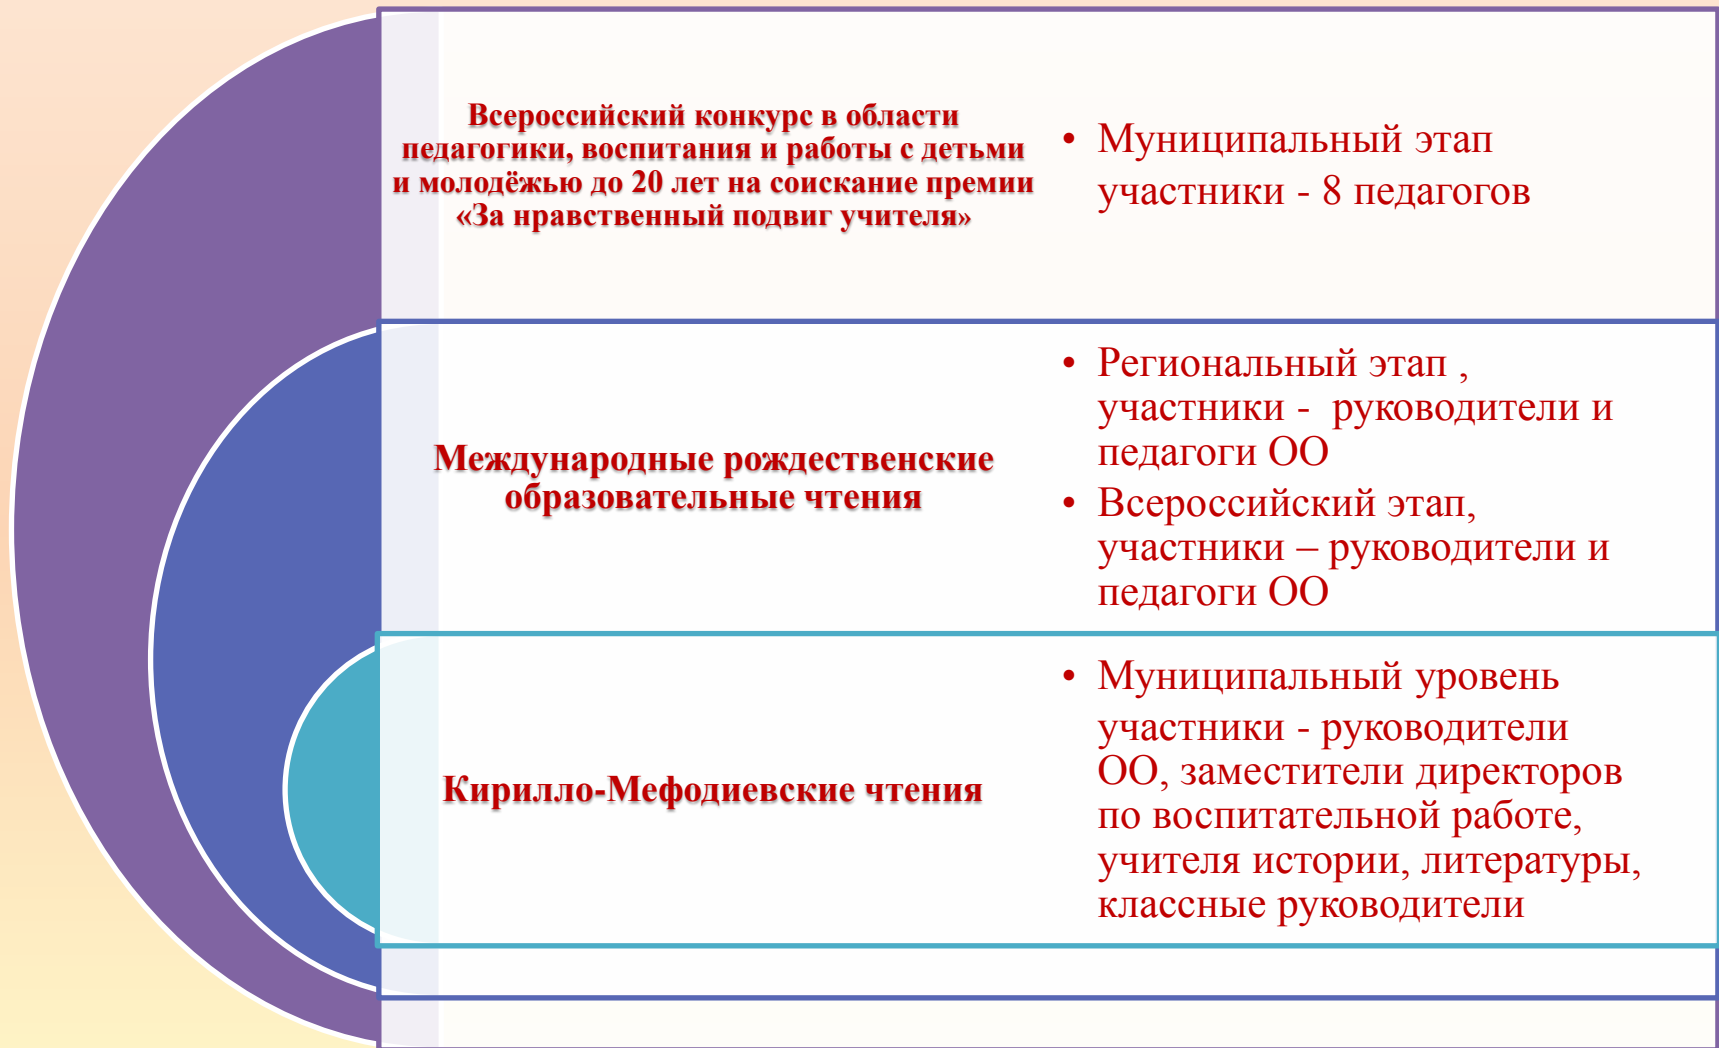 Всероссийский конкурс в области
педагогики, воспитания и работы с детьми
и молодёжью до 20 лет на соискание премии
«За нравственный подвиг учителя»
• Муниципальный этап
участники - 8 педагогов
Международные рождественские
образовательные чтения
• Региональный этап ,
участники - руководители и
педагоги ОО
• Всероссийский этап,
участники – руководители и
педагоги ОО
Кирилло-Мефодиевские чтения
• Муниципальный уровень
участники - руководители
ОО, заместители директоров
по воспитательной работе,
учителя истории, литературы,
классные руководители